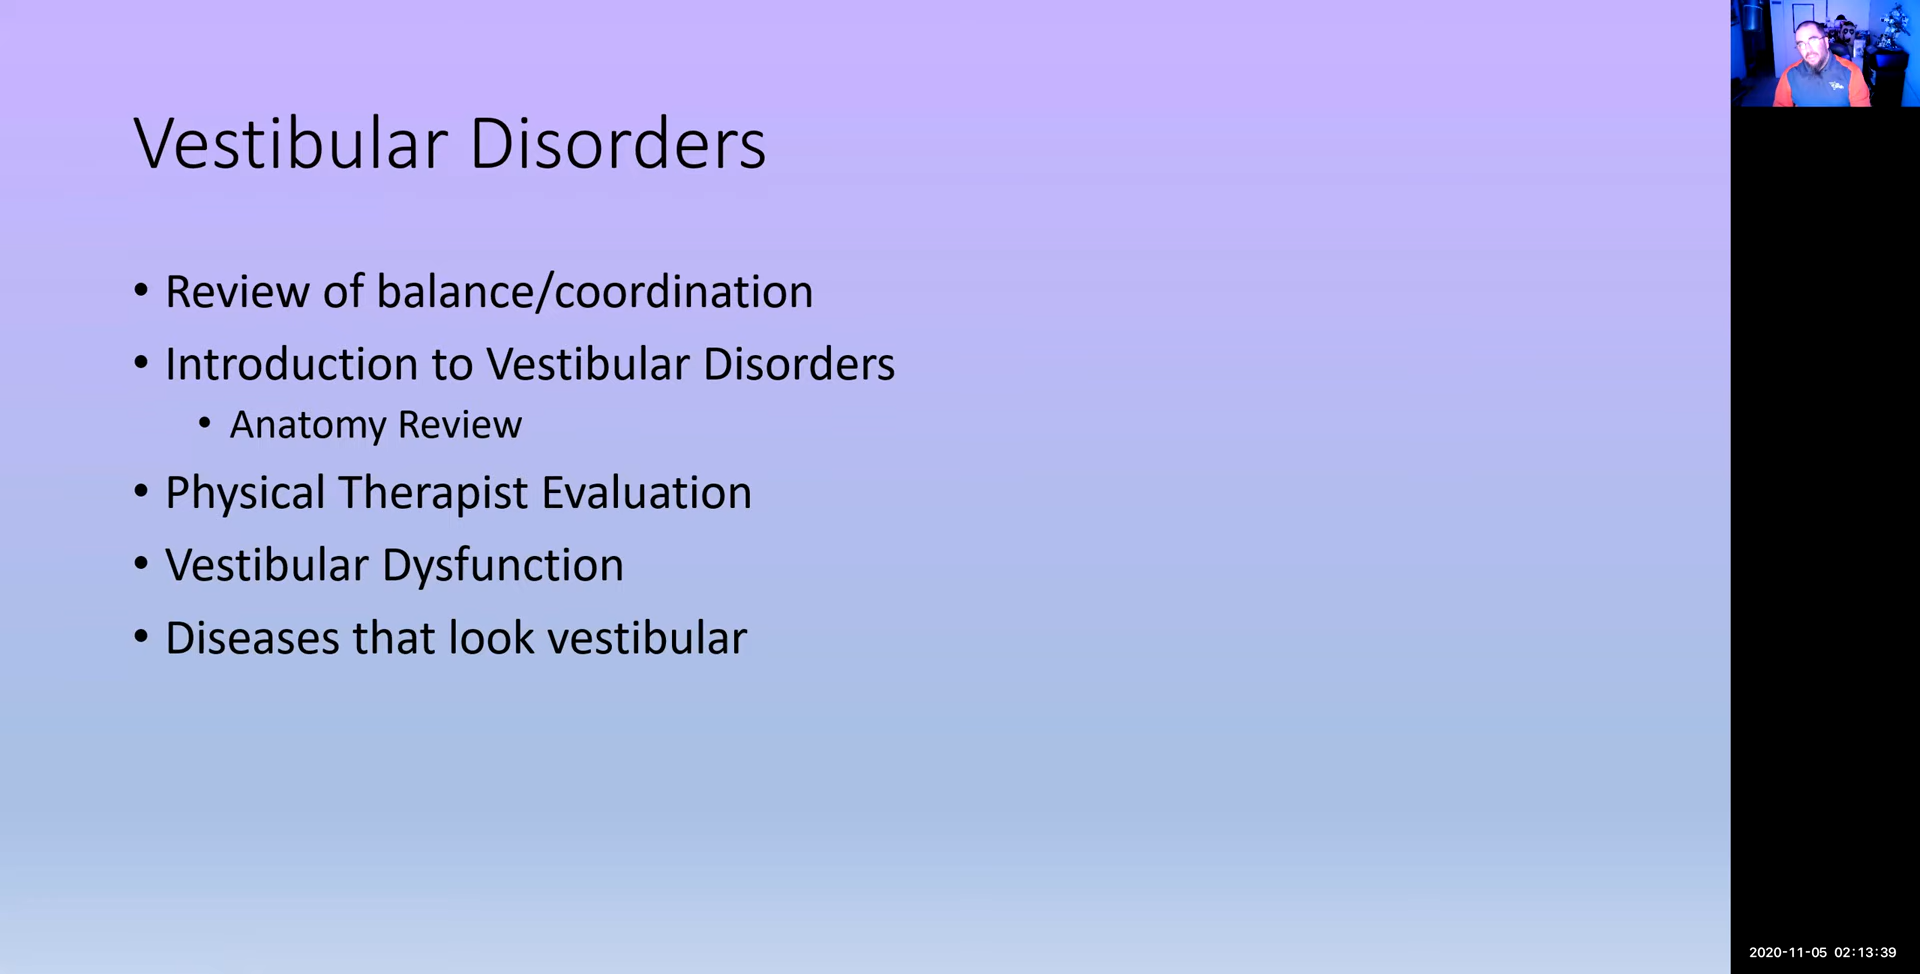 Vestibular Disorders
• Review of balance/coordination
• Introduction to Vestibular Disorders
• Anatomy Review
• Physical Therapist Evaluation
• Vestibular Dysfunction
• Diseases that look vestibular
2020-11-05 02:13:39